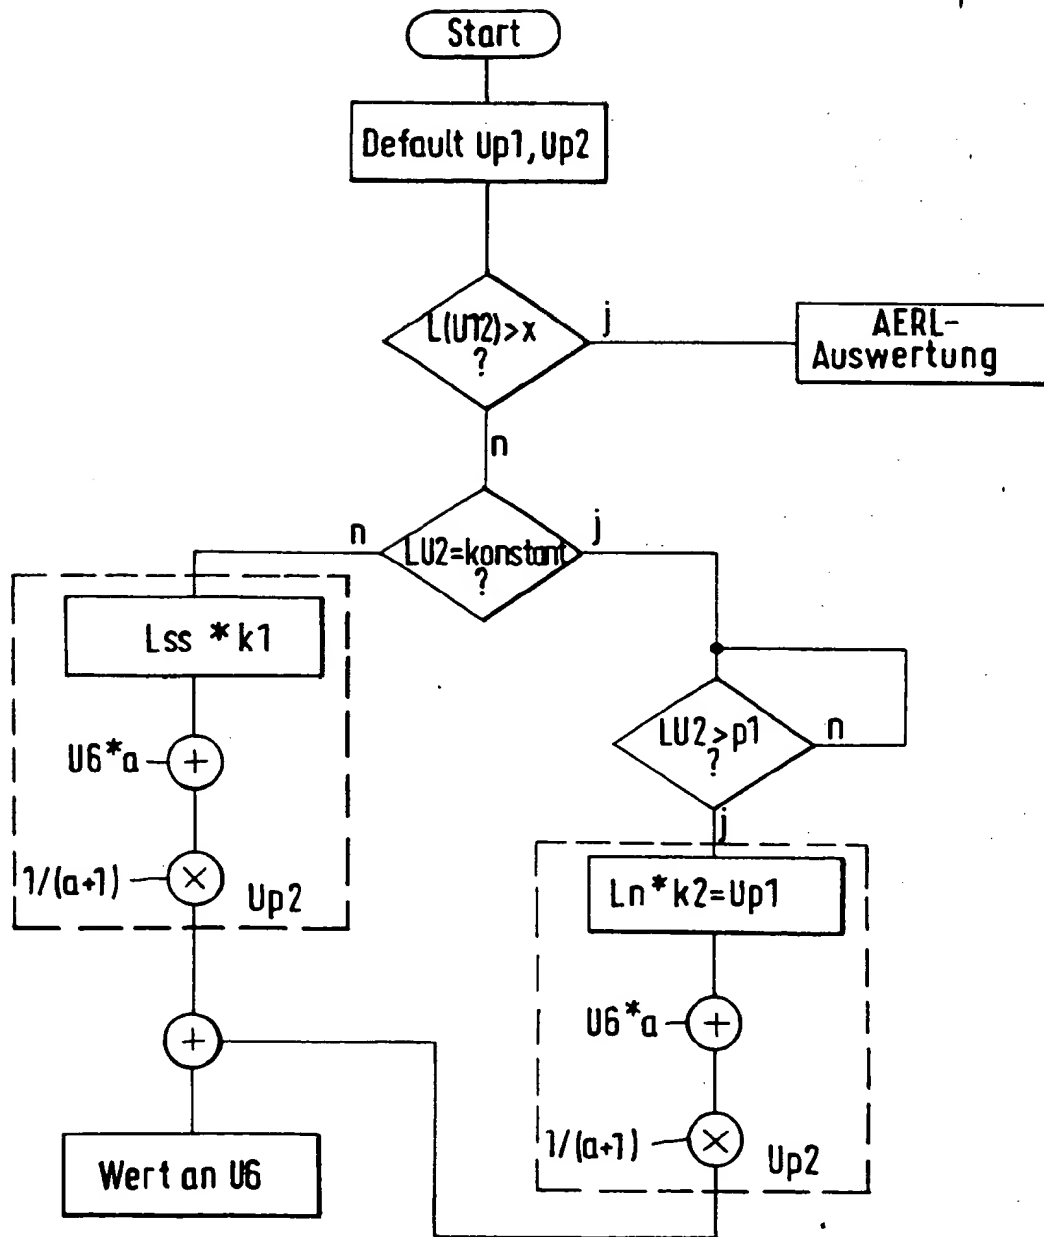 Start
Default Up1, Up2
L(U12)>x
?
j
AERL-
Auswertung
n
n
LU2=konstant
?
j
Lss * k1
U6*a
+
1/(a+1)
×
Up2
LU2>p1
?
n
j
Ln* k2=Up1
U6*a
+
1/(a+1)
×
Up2
+
Wert an U6